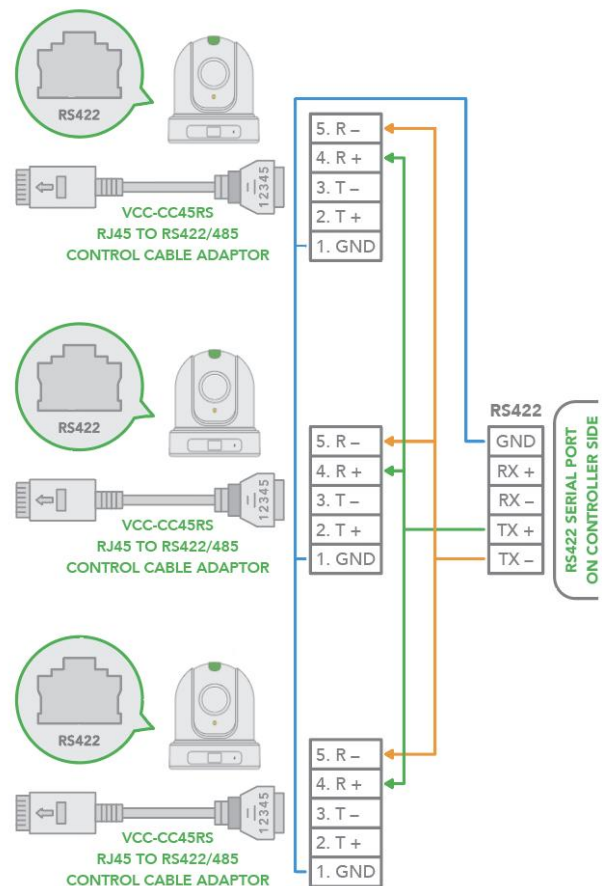 RS422
12345
VCC-CC45RS
RJ45 TO RS422/485
CONTROL CABLE ADAPTOR
5. R –
4. R +
3. T –
2. T +
1. GND
RS422
12345
VCC-CC45RS
RJ45 TO RS422/485
CONTROL CABLE ADAPTOR
5. R –
4. R +
3. T –
2. T +
1. GND
RS422
GND
RX +
RX –
TX +
TX –
RS422 SERIAL PORT
ON CONTROLLER SIDE
RS422
12345
VCC-CC45RS
RJ45 TO RS422/485
CONTROL CABLE ADAPTOR
5. R –
4. R +
3. T –
2. T +
1. GND